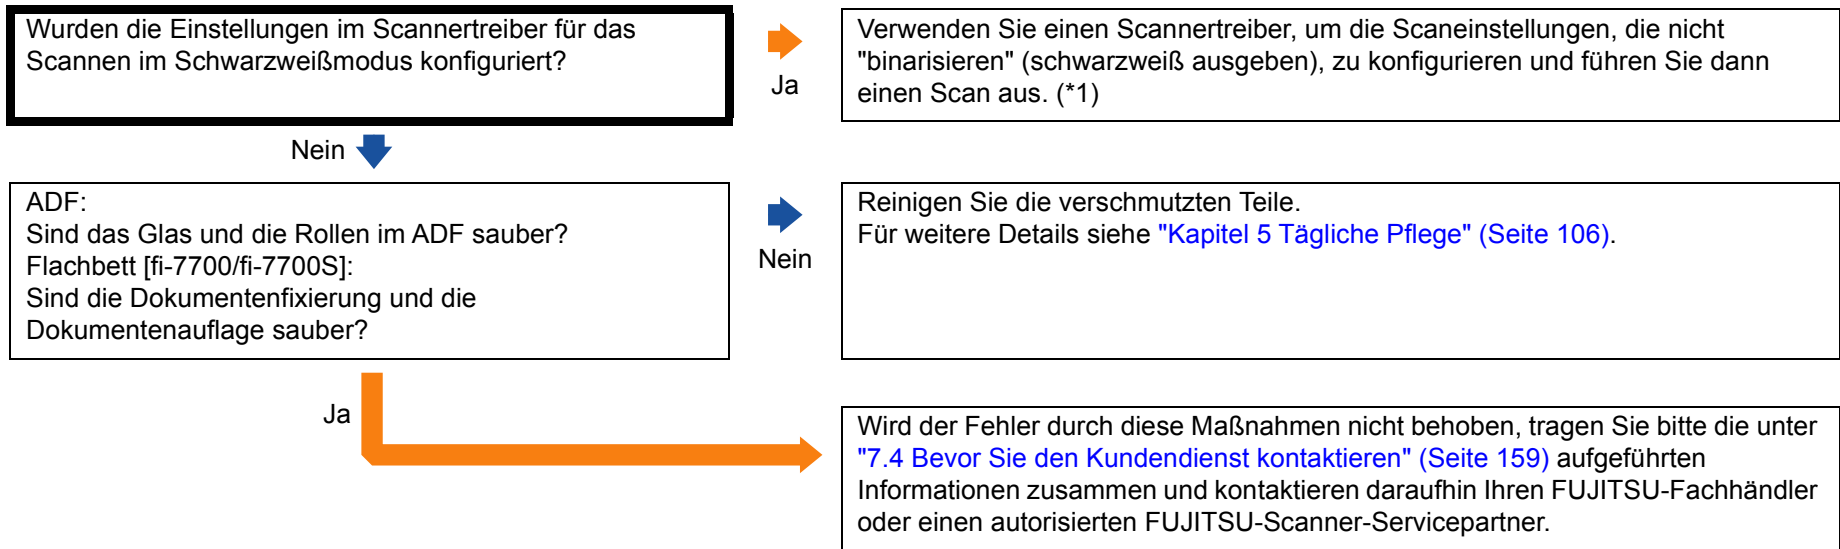 Wurden die Einstellungen im Scannertreiber für das
Scannen im Schwarzweißmodus konfiguriert?
Ja
Verwenden Sie einen Scannertreiber, um die Scaneinstellungen, die nicht
"binarisieren" (schwarzweiß ausgeben), zu konfigurieren und führen Sie dann
einen Scan aus. (*1)
Nein
ADF:
Sind das Glas und die Rollen im ADF sauber?
Flachbett [fi-7700/fi-7700S]:
Sind die Dokumentenfixierung und die
Dokumentenauflage sauber?
Nein
Reinigen Sie die verschmutzten Teile.
Für weitere Details siehe "Kapitel 5 Tägliche Pflege" (Seite 106).
Ja
Wird der Fehler durch diese Maßnahmen nicht behoben, tragen Sie bitte die unter
"7.4 Bevor Sie den Kundendienst kontaktieren" (Seite 159) aufgeführten
Informationen zusammen und kontaktieren daraufhin Ihren FUJITSU-Fachhändler
oder einen autorisierten FUJITSU-Scanner-Servicepartner.